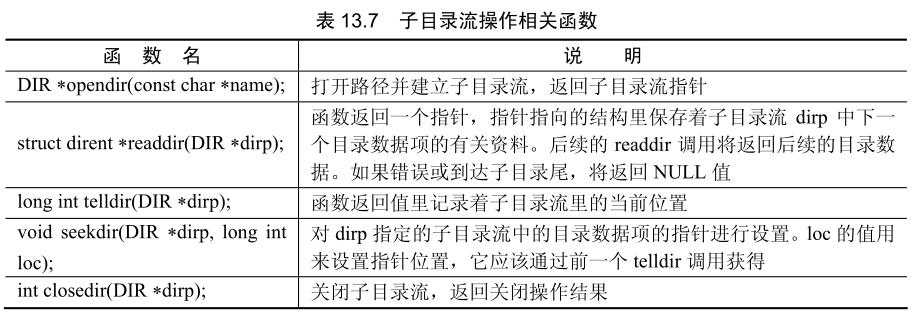 表 13.7 子目录流操作相关函数
函 数 名 说 明
DIR *opendir(const char *name); 打开路径并建立子目录流，返回子目录流指针
函数返回一个指针，指针指向的结构里保存着子目录流 dirp 中下一
struct dirent *readdir(DIR *dirp); 个目录数据项的有关资料。后续的 readdir 调用将返回后续的目录数
据。如果错误或到达子目录尾，将返回 NULL 值
long int telldir(DIR *dirp); 函数返回值里记录着子目录流里的当前位置
void seekdir(DIR *dirp, long int 对 dirp 指定的子目录流中的目录数据项的指针进行设置。loc 的值用
loc); 来设置指针位置，它应该通过前一个 telldir 调用获得
int closedir(DIR *dirp); 关闭子目录流，返回关闭操作结果